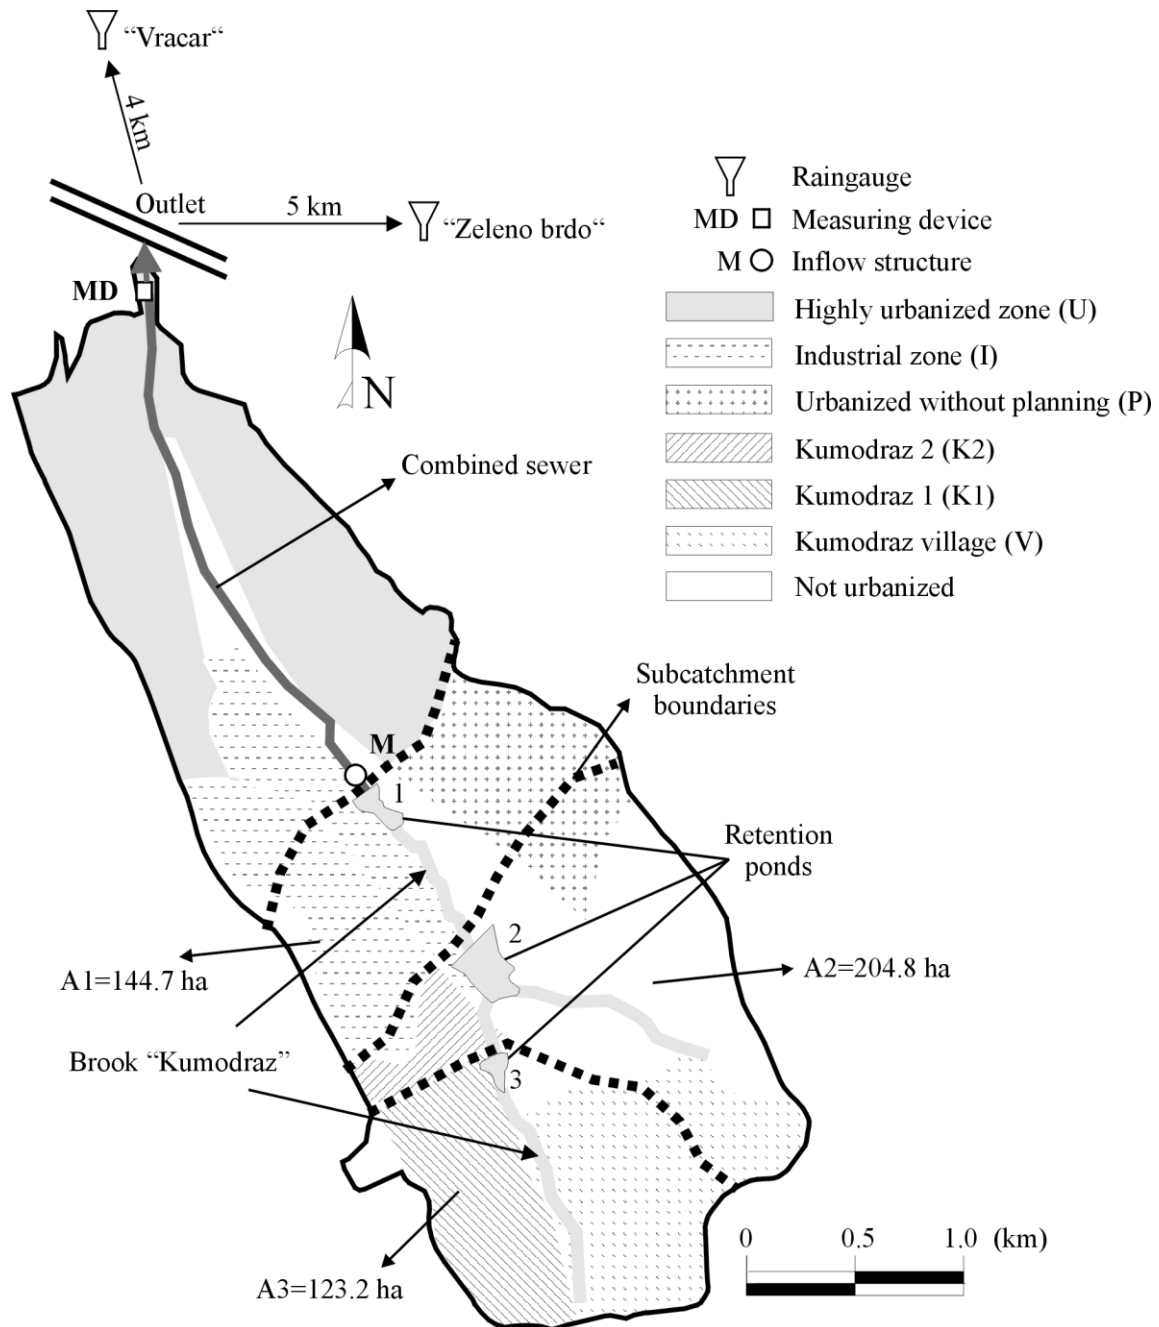 “Vracar“
4 km
Outlet
5 km
“Zeleno brdo“
MD
N
Combined sewer
Raingauge
MD
Measuring device
M
Inflow structure
Highly urbanized zone (U)
Industrial zone (I)
Urbanized without planning (P)
Kumodraz 2 (K2)
Kumodraz 1 (K1)
Kumodraz village (V)
Not urbanized
Subcatchment
boundaries
M
1
Retention
ponds
2
A1=144.7 ha
A2=204.8 ha
Brook “Kumodraz”
3
A3=123.2 ha
0 0.5 1.0 (km)